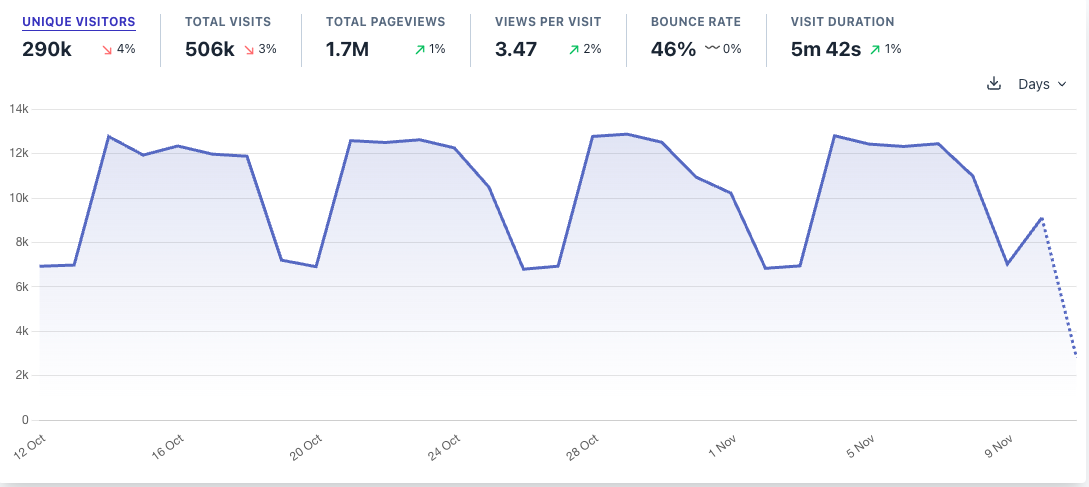 UNIQUE VISITORS TOTAL VISITS TOTAL PAGEVIEWS VIEWS PER VISIT BOUNCE RATE VISIT DURATION
290k 4% 506k 3% 1.7M 1% 3.47 2% 46% 0% 5m 42s 1%
Days
14k
12k
10k
8k
6k
4k
2k
0
12 Oct 16 Oct 20 Oct 24 Oct 28 Oct 1 Nov 5 Nov 9 Nov